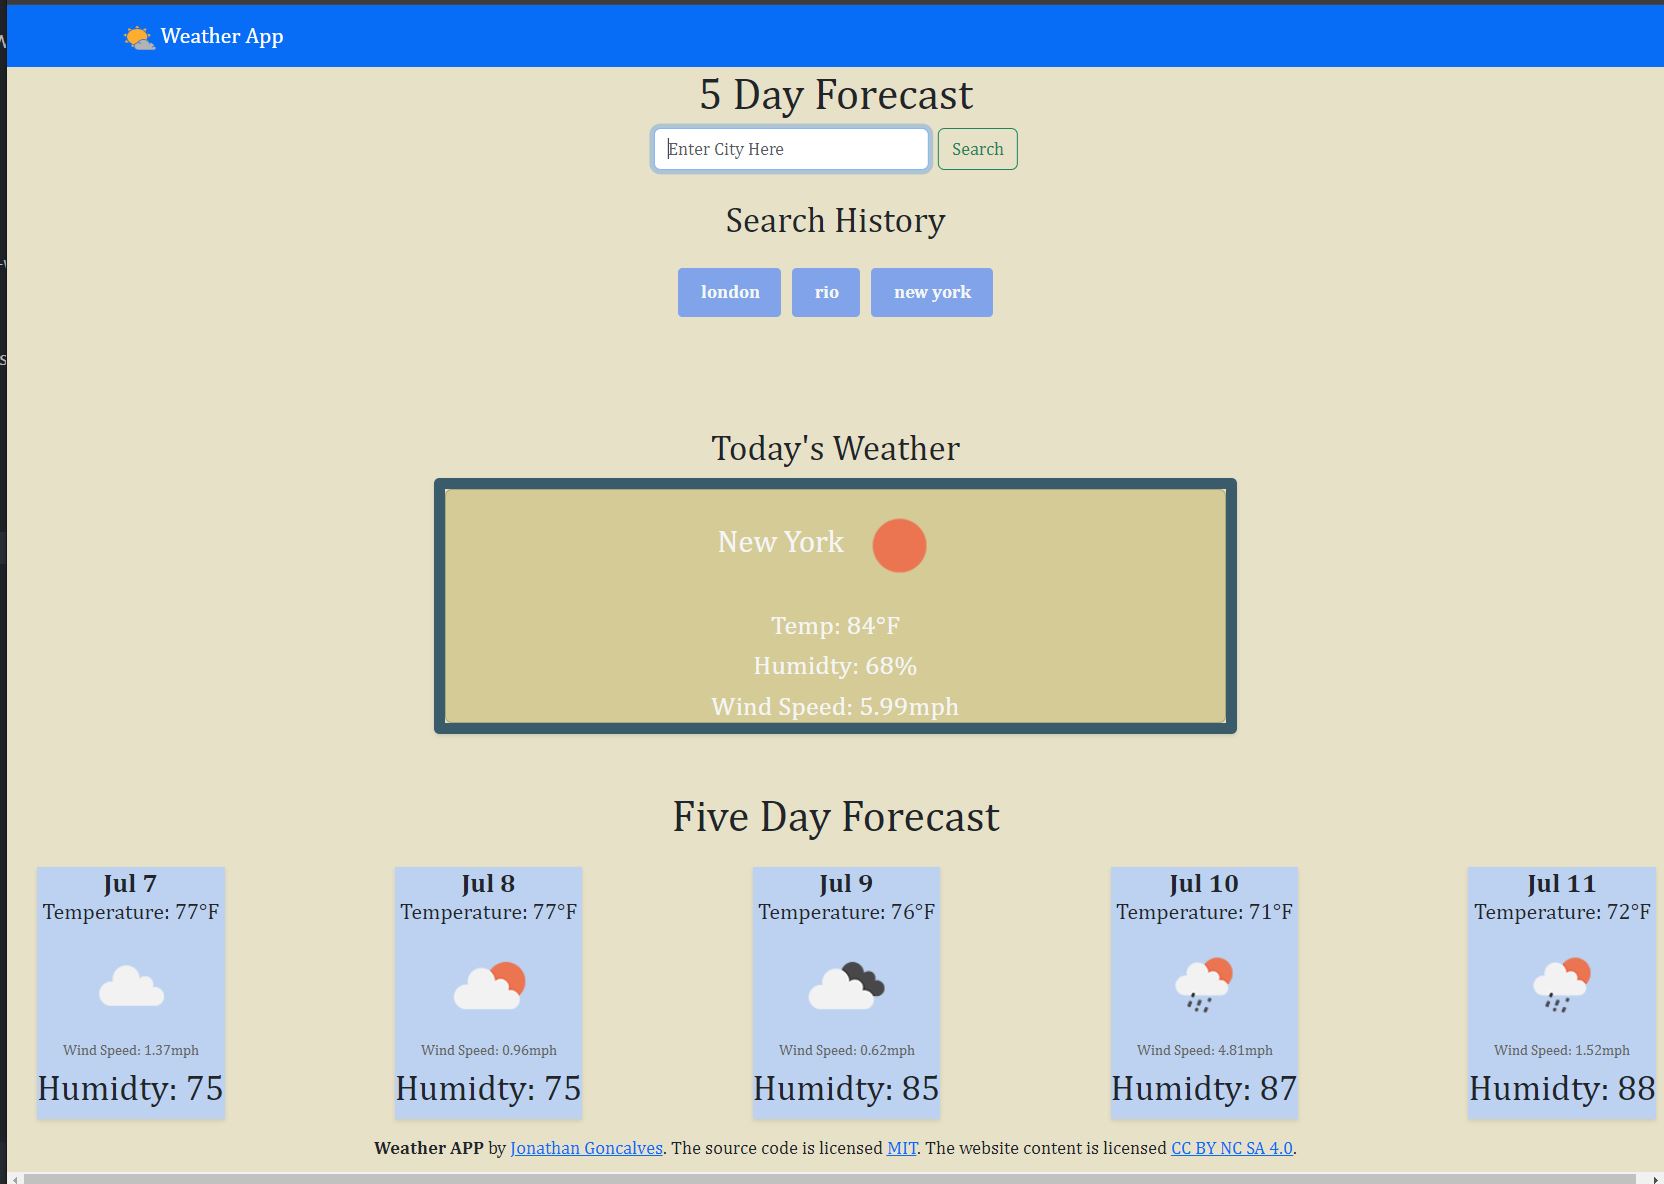 Weather App
5 Day Forecast
Enter City Here Search
Search History
london rio new york
Today's Weather
New York
Temp: 84°F
Humidty: 68%
Wind Speed: 5.99mph
Five Day Forecast
Jul 7
Temperature: 77°F
Wind Speed: 1.37mph
Humidty: 75
Jul 8
Temperature: 77°F
Wind Speed: 0.96mph
Humidty: 75
Jul 9
Temperature: 76°F
Wind Speed: 0.62mph
Humidty: 85
Jul 10
Temperature: 71°F
Wind Speed: 4.81mph
Humidty: 87
Jul 11
Temperature: 72°F
Wind Speed: 1.52mph
Humidty: 88
Weather APP by Jonathan Goncalves. The source code is licensed MIT. The website content is licensed CC BY NC SA 4.0.